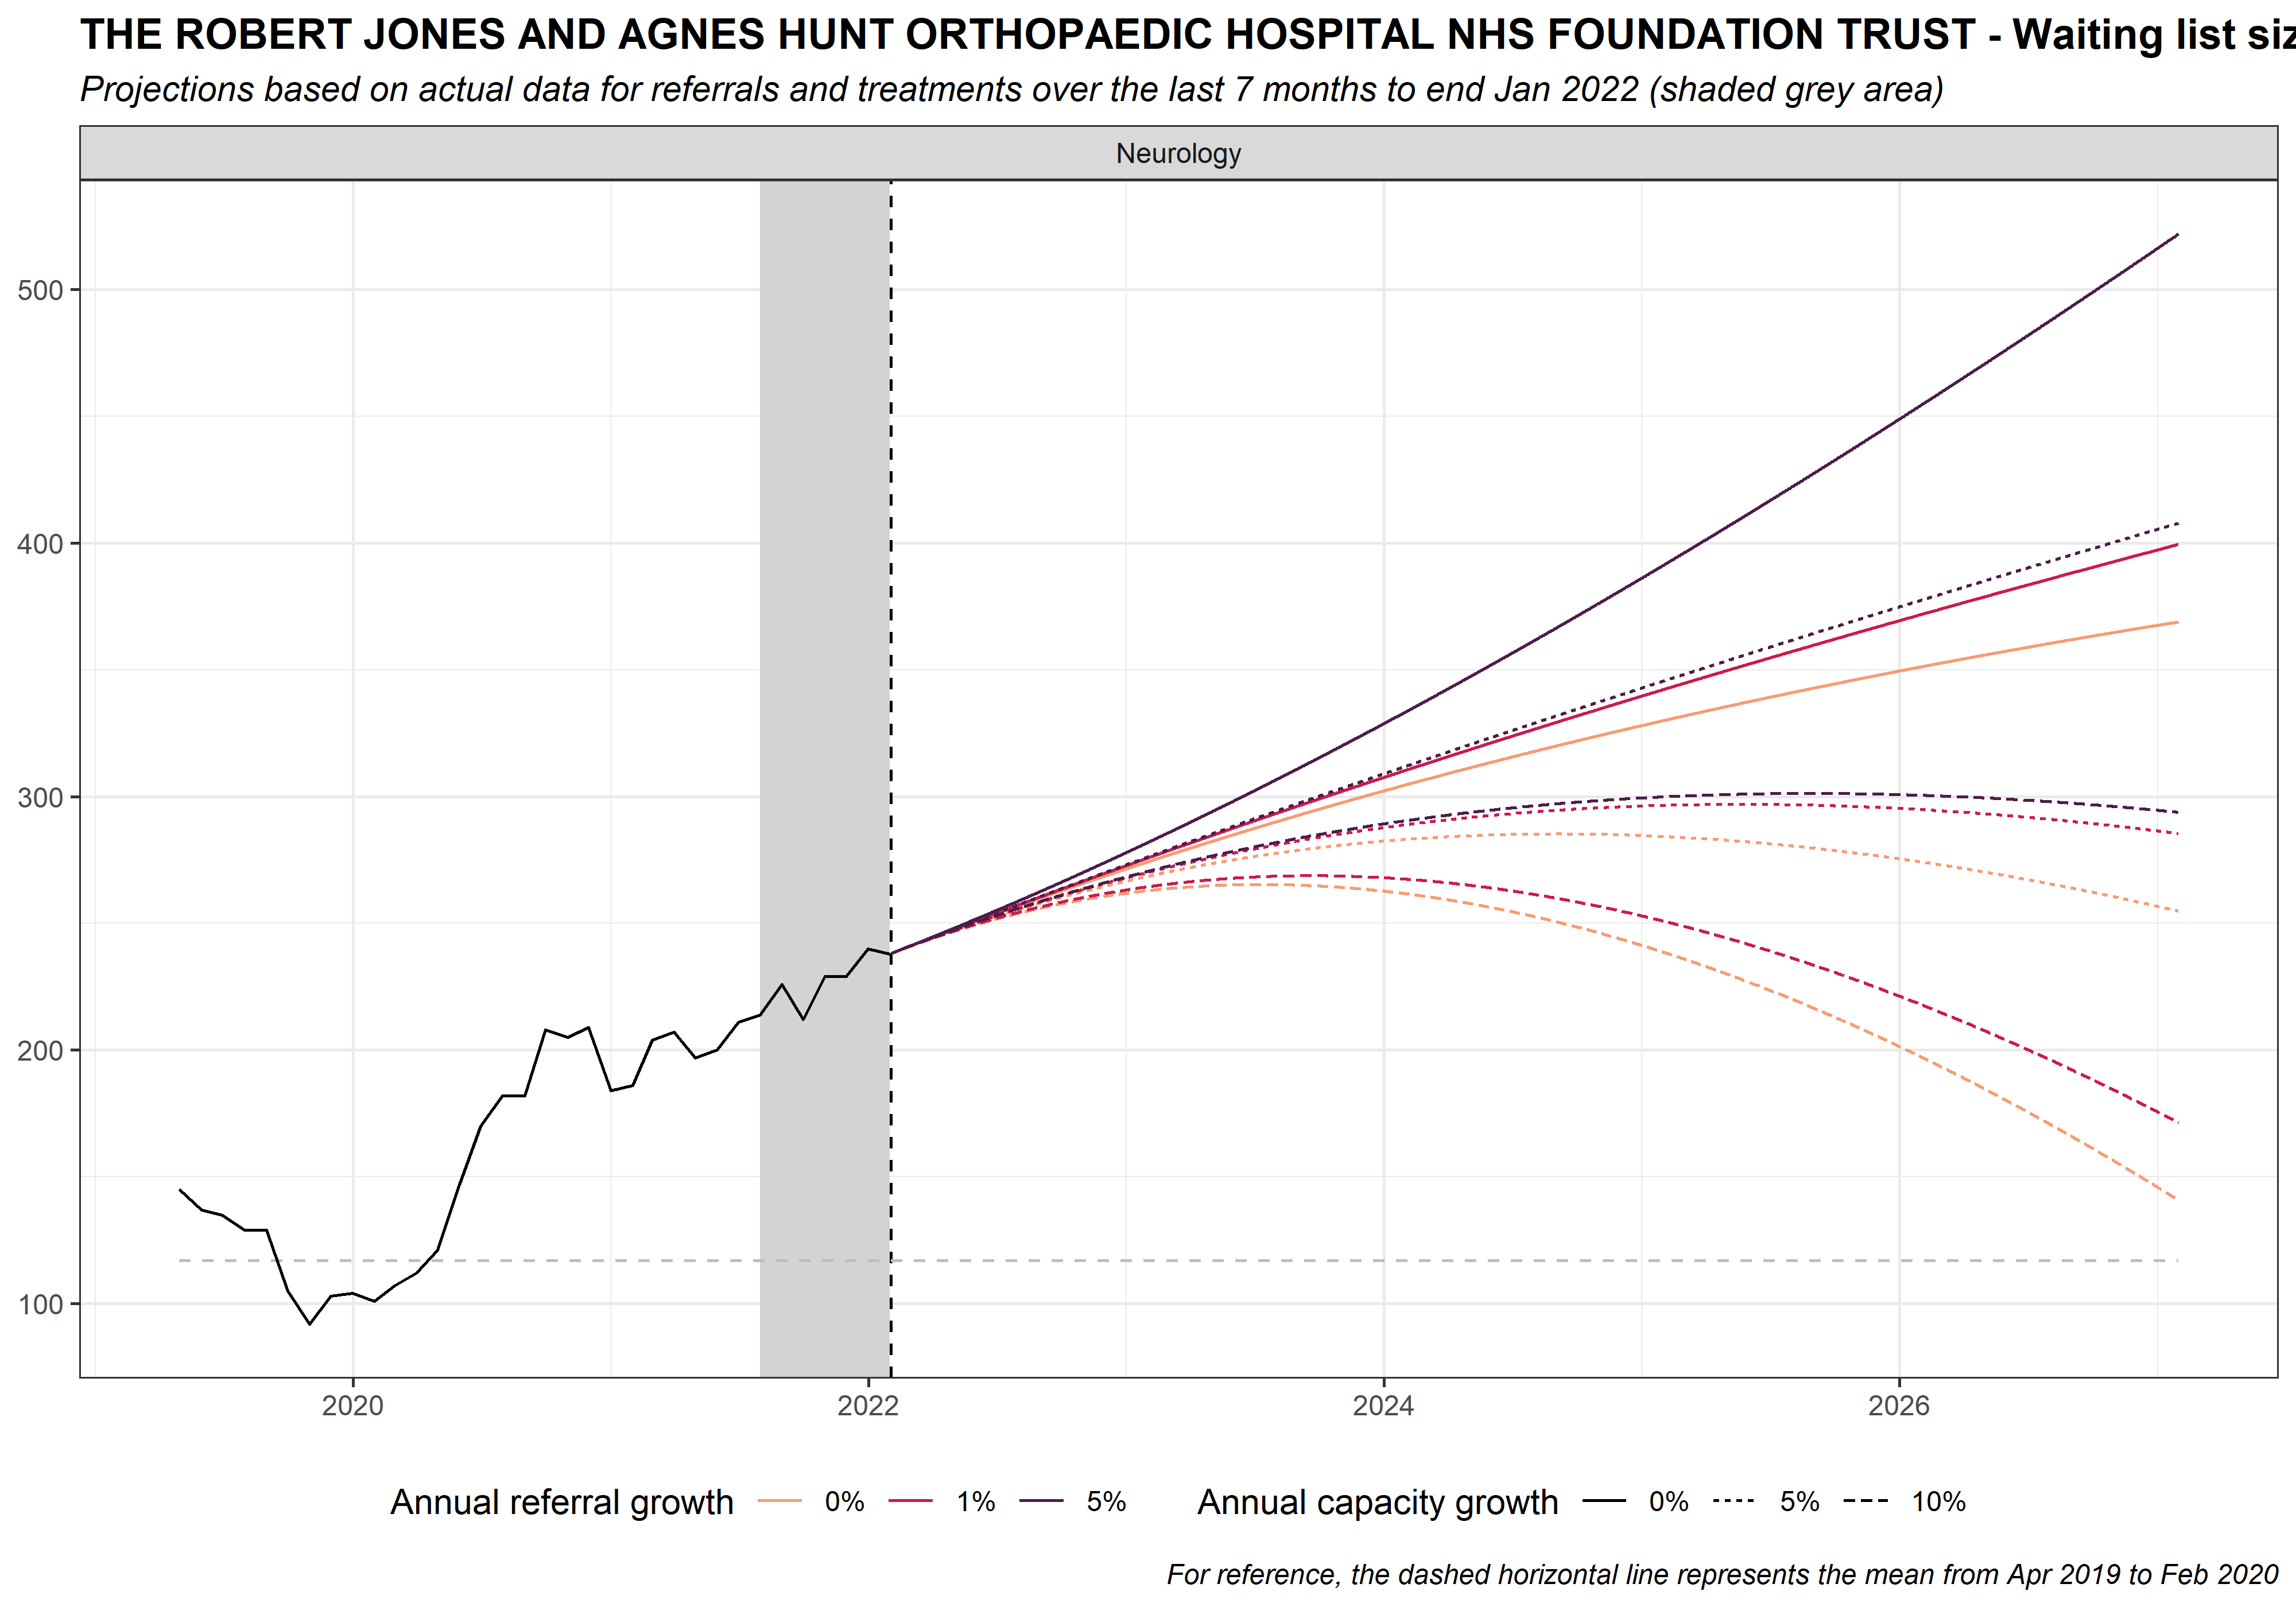 THE ROBERT JONES AND AGNES HUNT ORTHOPAEDIC HOSPITAL NHS FOUNDATION TRUST - Waiting list siz
Projections based on actual data for referrals and treatments over the last 7 months to end Jan 2022 (shaded grey area)
Neurology
500
400
300
200
100
2020 2022 2024 2026
Annual referral growth 0% 1% 5% Annual capacity growth 0% 5% 10%
For reference, the dashed horizontal line represents the mean from Apr 2019 to Feb 2020